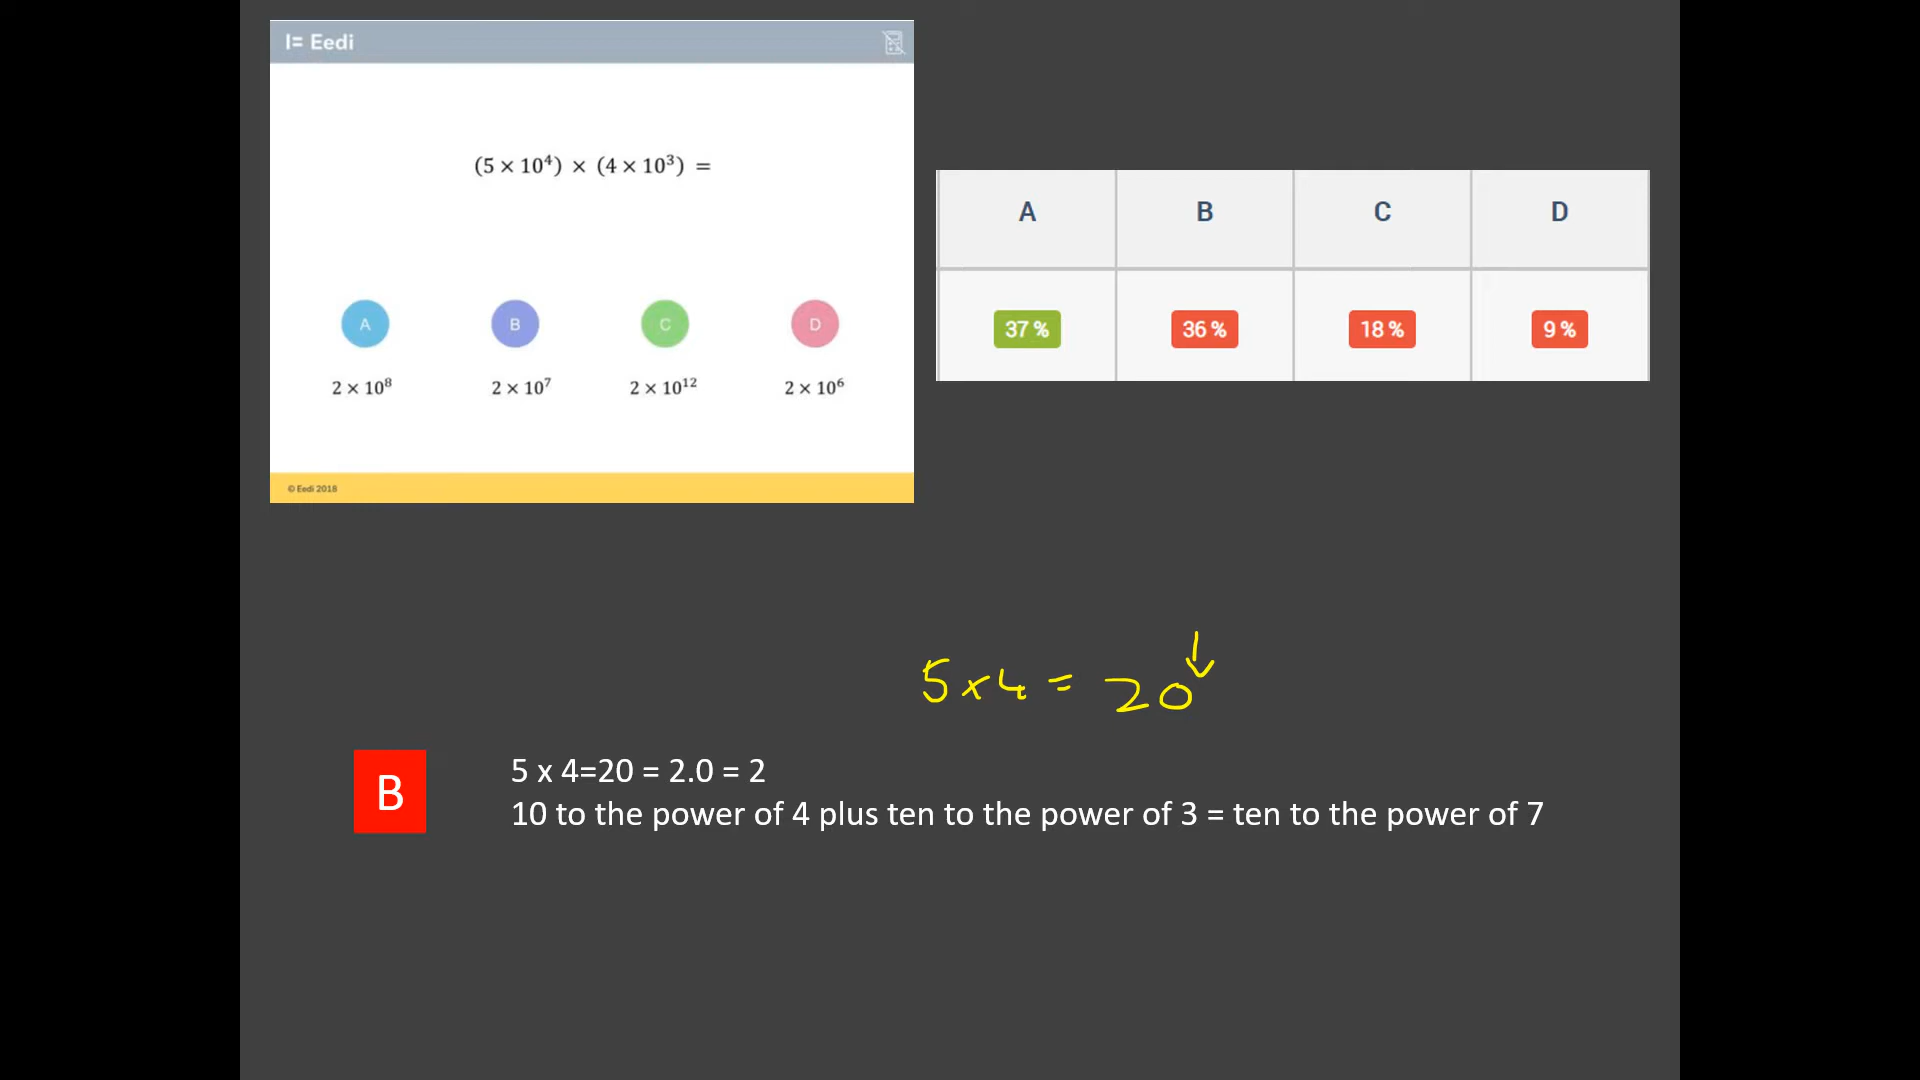 I= Eedi
(5 × 10⁴) × (4 × 10³) =
A B C D
2 × 10⁸ 2 × 10⁷ 2 × 10¹² 2 × 10⁶
© Eedi 2018
A B C D
37 % 36 % 18 % 9 %
5 x 4 = 20
B
5 x 4=20 = 2.0 = 2
10 to the power of 4 plus ten to the power of 3 = ten to the power of 7